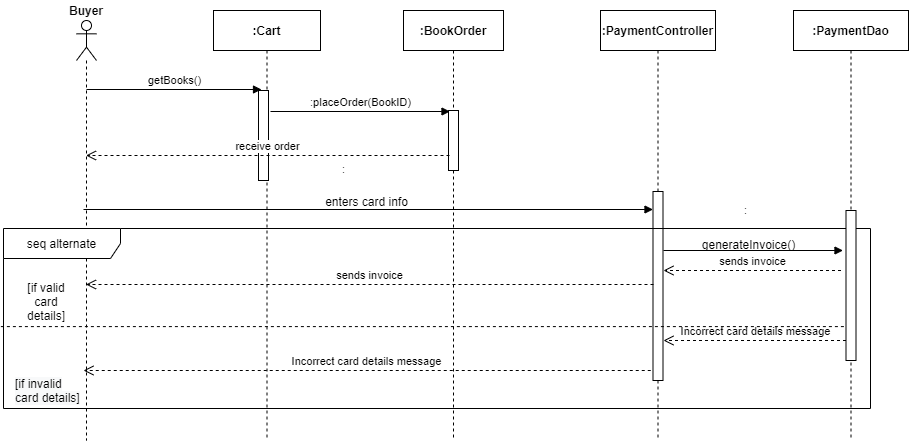 Buyer
:Cart
:BookOrder
:PaymentController
:PaymentDao
getBooks()
:placeOrder(BookID)
receive order
:
enters card info
:
seq alternate
generateInvoice()
sends invoice
sends invoice
[if valid
card
details]
Incorrect card details message
Incorrect card details message
[if invalid
card details]